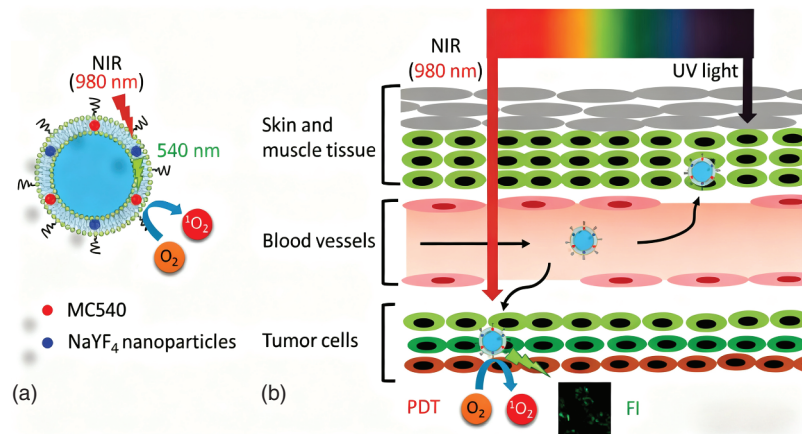 NIR
(980 nm)
540 nm
¹O₂
O₂
MC540
NaYF₄ nanoparticles
(a)
NIR
(980 nm)
UV light
Skin and
muscle tissue
Blood vessels
Tumor cells
(b)
PDT
O₂
¹O₂
FI